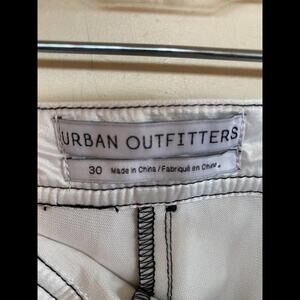 URBAN OUTFITTERS
30 Made in China / Fabriqué en Chine